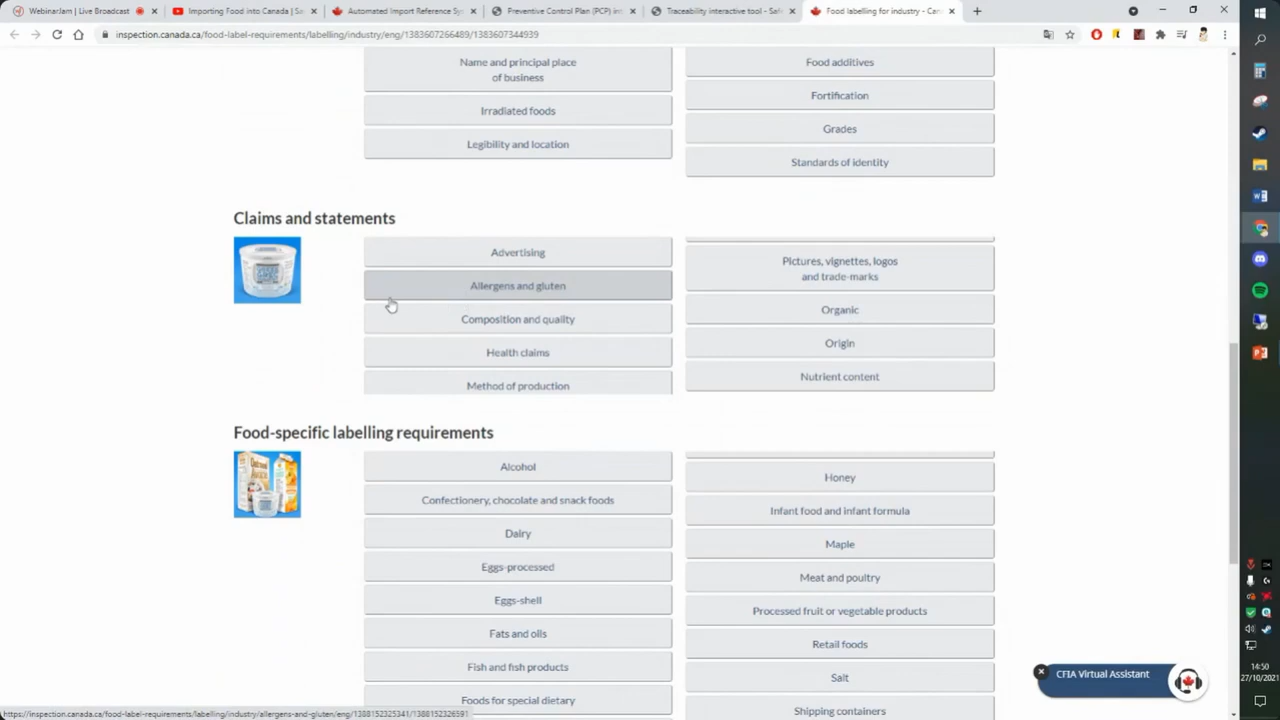 WebinarJam | Live Broadcast
Importing Food into Canada | Sa
Automated Import Reference Sy
Preventive Control Plan (PCP) in
Traceability interactive tool - Saf
Food labelling for industry - Can
inspection.canada.ca/food-label-requirements/labelling/industry/eng/1383607266489/1383607344939
Name and principal place
of business
Irradiated foods
Legibility and location
Food additives
Fortification
Grades
Standards of identity
Claims and statements
Advertising
Allergens and gluten
Composition and quality
Health claims
Method of production
Pictures, vignettes, logos
and trade-marks
Organic
Origin
Nutrient content
Food-specific labelling requirements
Alcohol
Confectionery, chocolate and snack foods
Dairy
Eggs-processed
Eggs-shell
Fats and oils
Fish and fish products
Foods for special dietary
Honey
Infant food and infant formula
Maple
Meat and poultry
Processed fruit or vegetable products
Retail foods
Salt
Shipping containers
CFIA Virtual Assistant
https://inspection.canada.ca/food-label-requirements/labelling/industry/allergens-and-gluten/eng/1388152325341/1388152326591
14:50
27/10/2021